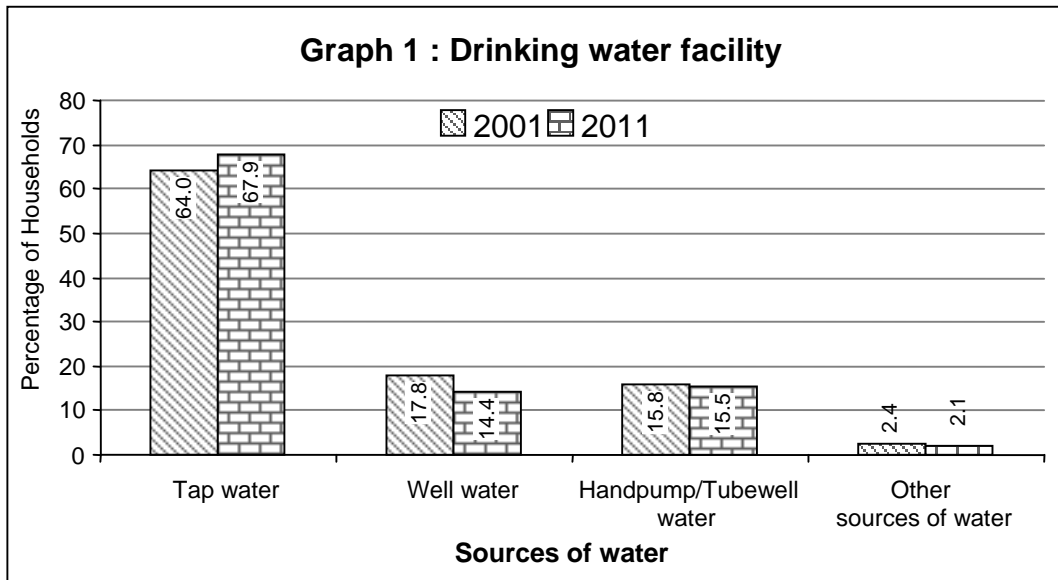 Graph 1 : Drinking water facility
2001 2011
Percentage of Households
80
70
60
50
40
30
20
10
0
64.0 67.9
17.8 14.4
15.8 15.5
2.4 2.1
Tap water
Well water
Handpump/Tubewell
water
Other
sources of water
Sources of water